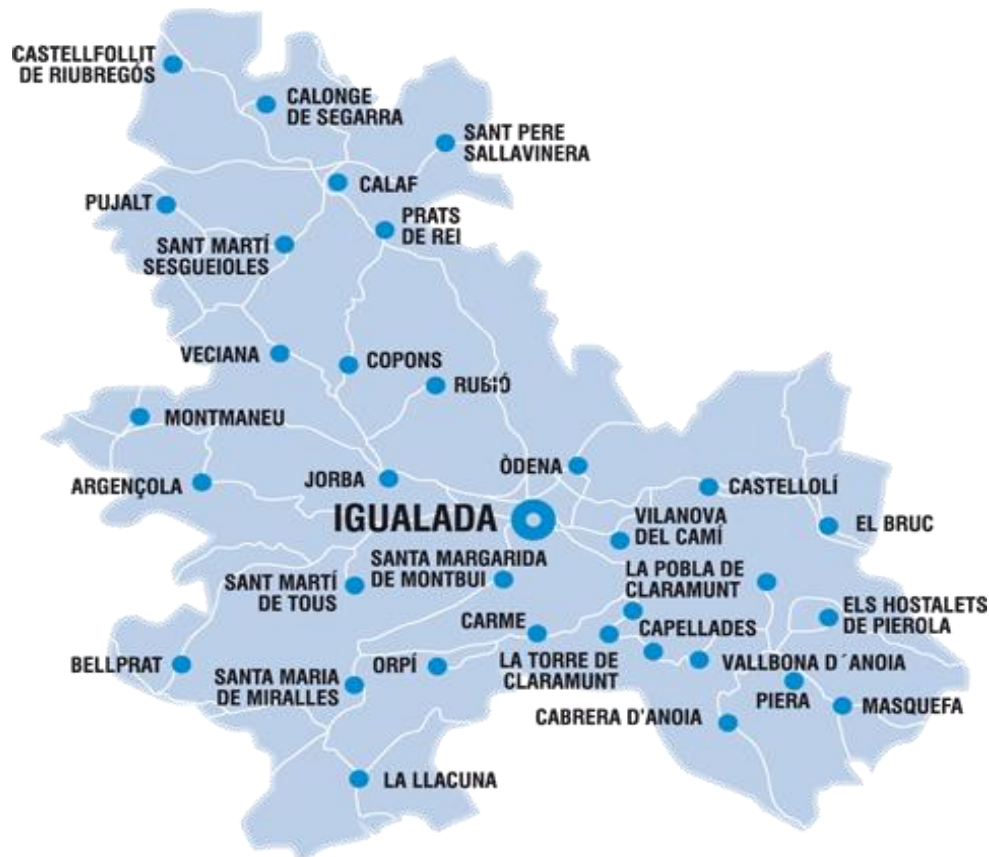 CASTELLFOLLIT
DE RIUBREGÓS
CALONGE
DE SEGARRA
SANT PERE
SALLAVINERA
CALAF
PUJALT
PRATS
DE REI
SANT MARTÍ
SESGUEIOLES
VECIANA
COPONS
RUBIÓ
MONTMANEU
ARGENÇOLA
JORBA
ÒDENA
CASTELLOLÍ
IGUALADA
VILANOVA
DEL CAMÍ
EL BRUC
SANTA MARGARIDA
DE MONTBUI
SANT MARTÍ
DE TOUS
LA POBLA DE
CLARAMUNT
ELS HOSTALETS
DE PIEROLA
CARME
CAPELLADES
BELLPRAT
SANTA MARIA
DE MIRALLES
ORPÍ
LA TORRE DE
CLARAMUNT
VALLBONA D´ANOIA
PIERA
MASQUEFA
CABRERA D'ANOIA
LA LLACUNA